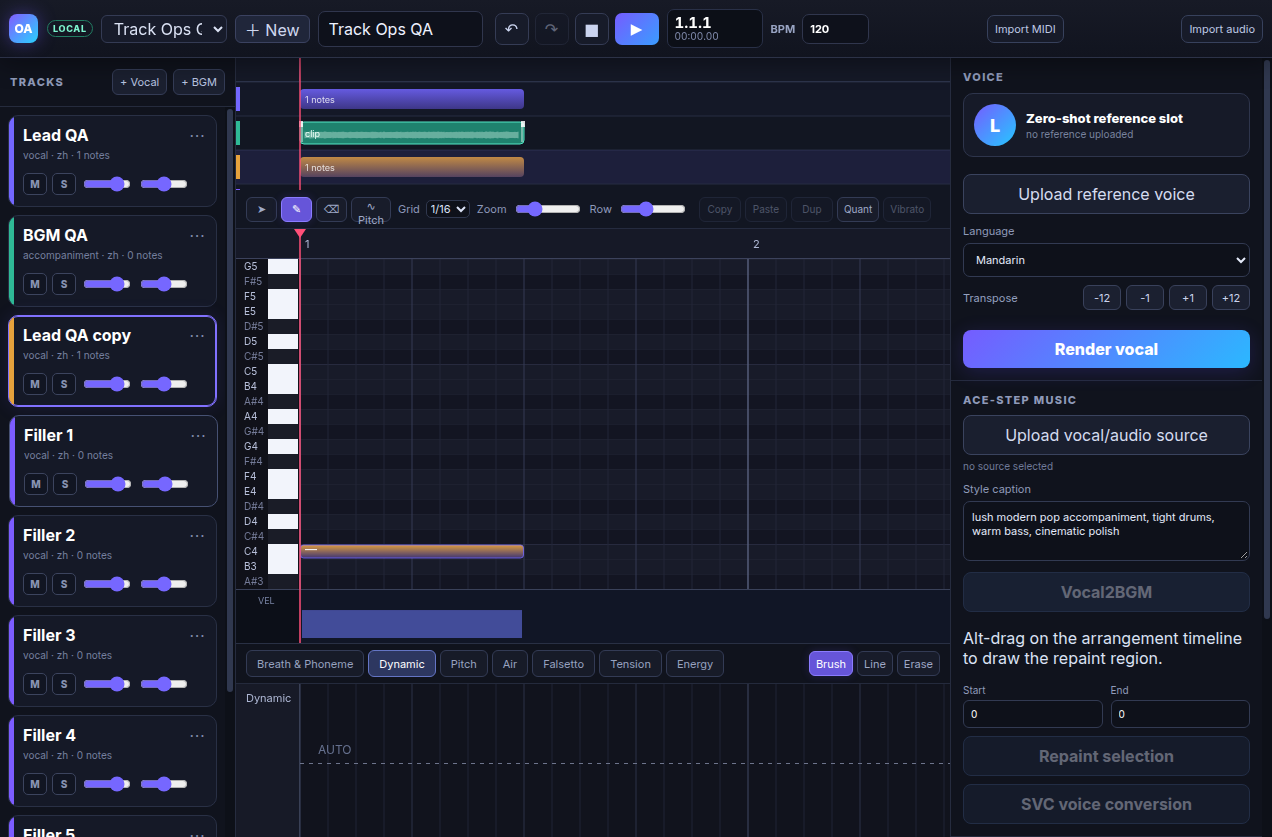 OA
LOCAL
Track Ops Q
+ New
Track Ops QA
1.1.1
00:00.00
BPM
120
Import MIDI
Import audio
TRACKS
+ Vocal
+ BGM
Lead QA
vocal · zh · 1 notes
M
S
BGM QA
accompaniment · zh · 0 notes
M
S
Lead QA copy
vocal · zh · 1 notes
M
S
Filler 1
vocal · zh · 0 notes
M
S
Filler 2
vocal · zh · 0 notes
M
S
Filler 3
vocal · zh · 0 notes
M
S
Filler 4
vocal · zh · 0 notes
M
S
Filler 5
1 notes
clip
1 notes
Pitch
Grid
1/16
Zoom
Row
Copy
Paste
Dup
Quant
Vibrato
1
2
G5
F#5
F5
E5
D#5
D5
C#5
C5
B4
A#4
A4
G#4
G4
F#4
F4
E4
D#4
D4
C#4
C4
B3
A#3
VEL
Breath & Phoneme
Dynamic
Pitch
Air
Falsetto
Tension
Energy
Brush
Line
Erase
Dynamic
AUTO
VOICE
L
Zero-shot reference slot
no reference uploaded
Upload reference voice
Language
Mandarin
Transpose
-12
-1
+1
+12
Render vocal
ACE-STEP MUSIC
Upload vocal/audio source
no source selected
Style caption
lush modern pop accompaniment, tight drums,
warm bass, cinematic polish
Vocal2BGM
Alt-drag on the arrangement timeline
to draw the repaint region.
Start
End
0
0
Repaint selection
SVC voice conversion